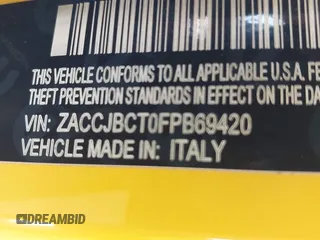 THIS VEHICLE CONFORMS TO ALL APPLICABLE U.S.A. FE
THEFT PREVENTION STANDARDS IN EFFECT ON THE DA
VIN: ZACCJBCT0FPB69420
VEHICLE MADE IN: ITALY
DREAMBID